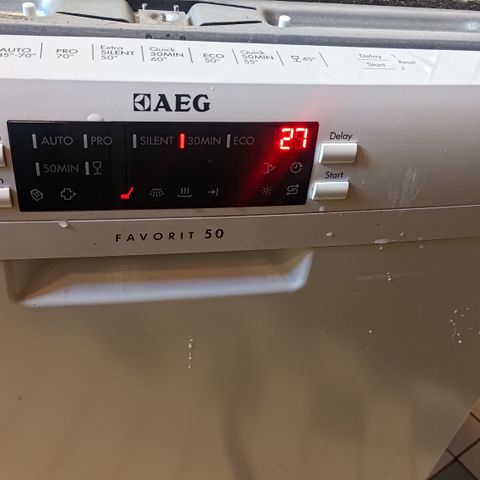 AUTO PRO Extra Quick ECO Quick 45° Delay
45°-70° 70° SILENT 30MIN 50° 50MIN Start Reset
50° 60° 55°
AEG
AUTO PRO SILENT 30MIN ECO 27 Delay
50MIN
Start
FAVORIT 50